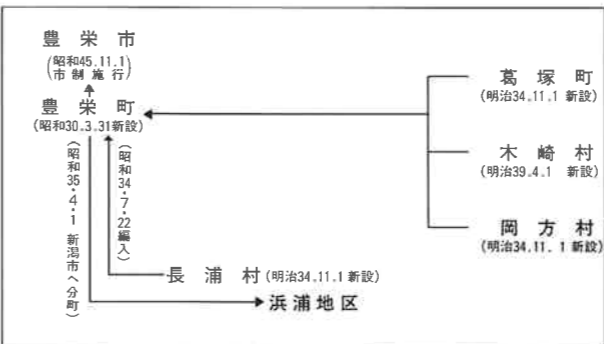 豊栄市
(昭和45.11.1
市制施行)
豊栄町
(昭和30.3.31新設)
(昭和34・7・22編入)
(昭和35・4・1 新潟市へ分町)
葛塚町
(明治34.11.1 新設)
木崎村
(明治39.4.1 新設)
岡方村
(明治34.11.1 新設)
長浦村(明治34.11.1 新設)
浜浦地区